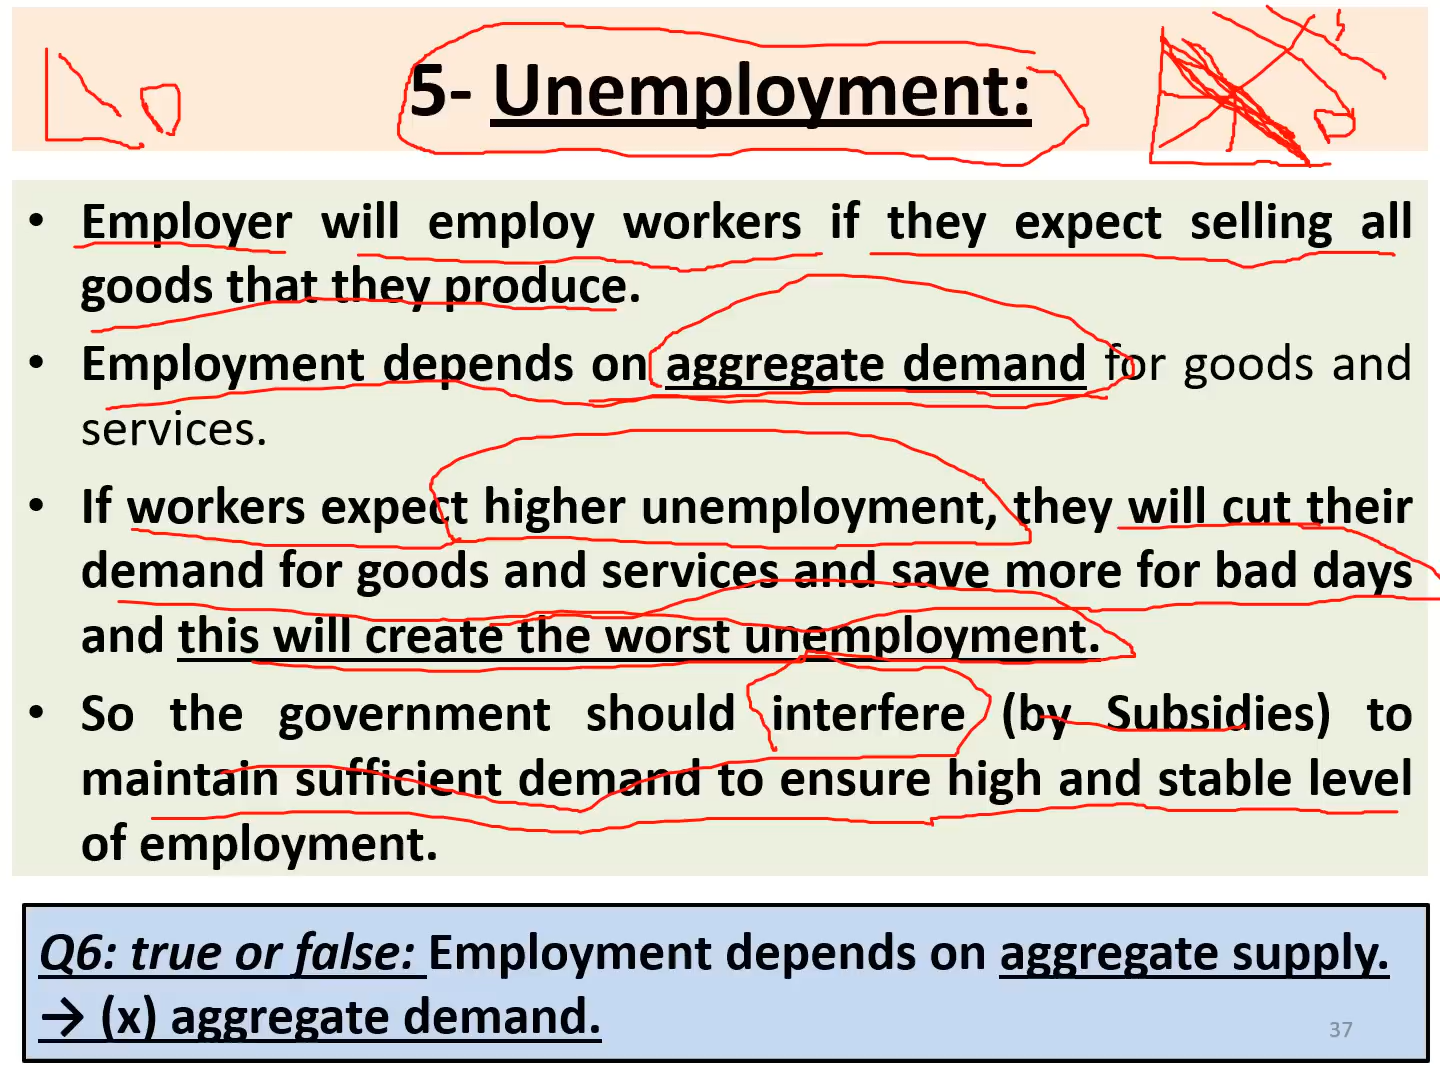 5- Unemployment:
• Employer will employ workers if they expect selling all
goods that they produce.
• Employment depends on aggregate demand for goods and
services.
• If workers expect higher unemployment, they will cut their
demand for goods and services and save more for bad days
and this will create the worst unemployment.
• So the government should interfere (by Subsidies) to
maintain sufficient demand to ensure high and stable level
of employment.
Q6: true or false: Employment depends on aggregate supply.
→ (x) aggregate demand.
37